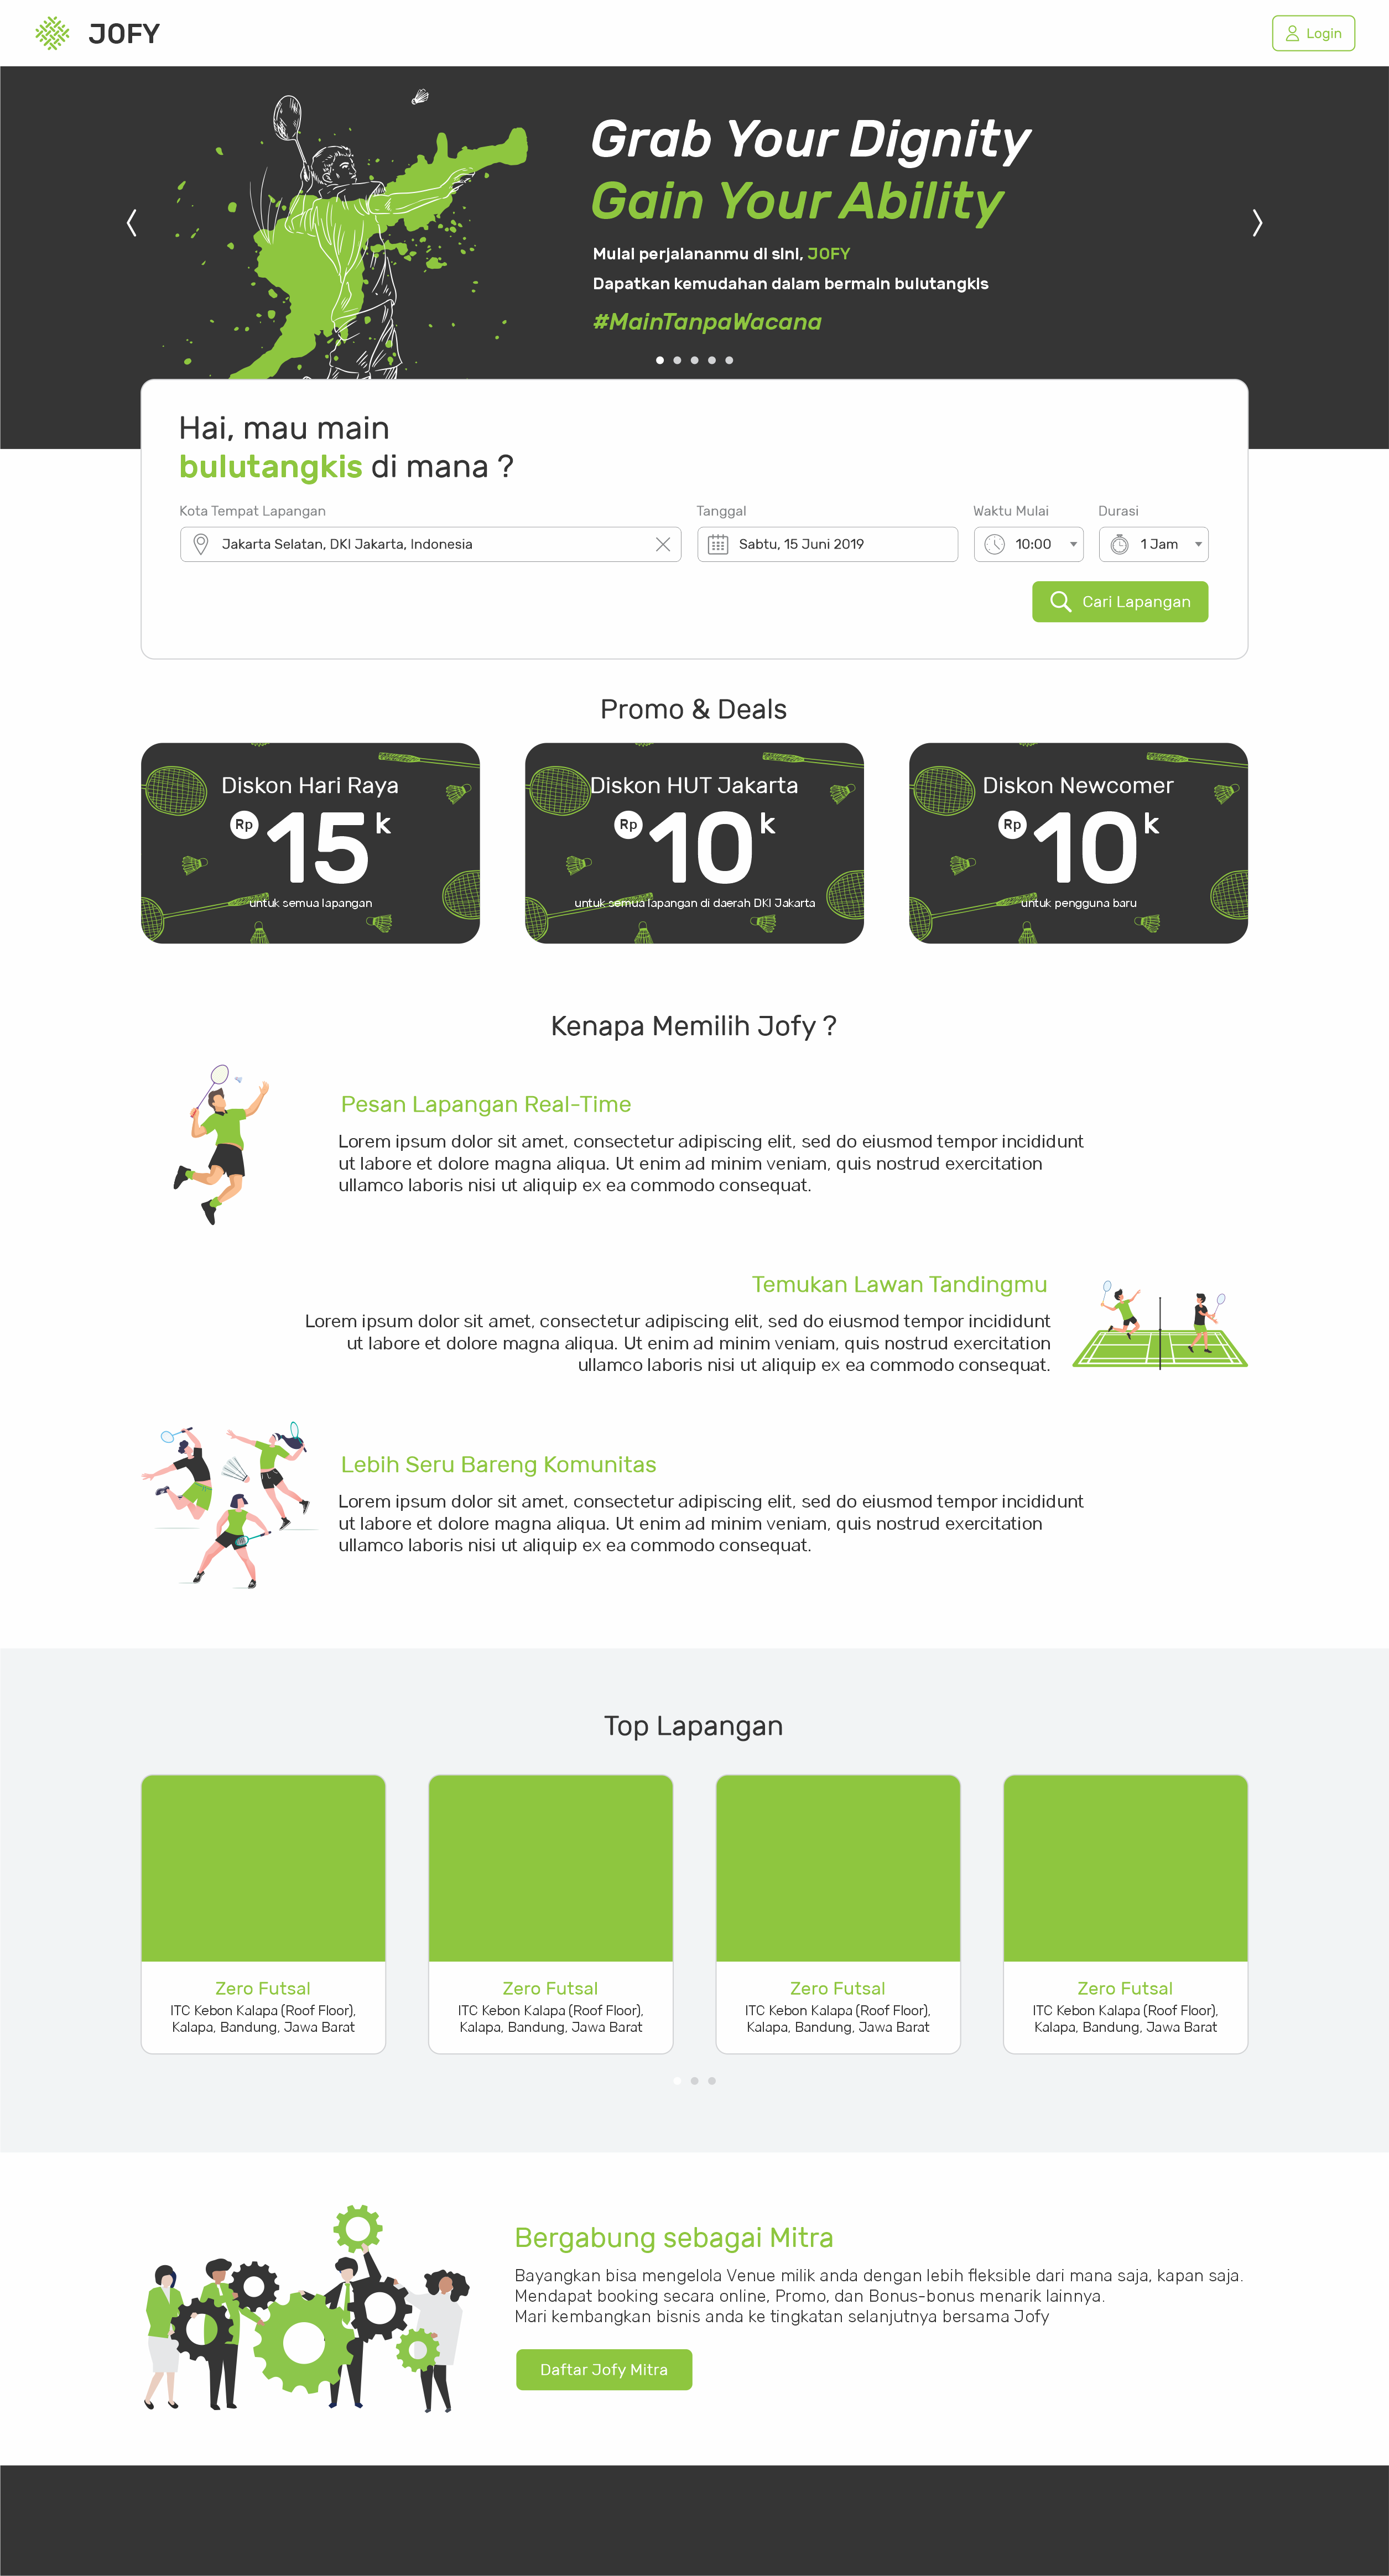 JOFY
Login
Grab Your Dignity
Gain Your Ability
Mulai perjalananmu di sini, JOFY
Dapatkan kemudahan dalam bermain bulutangkis
#MainTanpaWacana
Hai, mau main
bulutangkis di mana ?
Kota Tempat Lapangan
Tanggal
Waktu Mulai
Durasi
Jakarta Selatan, DKI Jakarta, Indonesia
Sabtu, 15 Juni 2019
10:00
1 Jam
Cari Lapangan
Promo & Deals
Diskon Hari Raya
Rp 15 k
untuk semua lapangan
Diskon HUT Jakarta
Rp 10 k
untuk semua lapangan di daerah DKI Jakarta
Diskon Newcomer
Rp 10 k
untuk pengguna baru
Kenapa Memilih Jofy ?
Pesan Lapangan Real-Time
Lorem ipsum dolor sit amet, consectetur adipiscing elit, sed do eiusmod tempor incididunt
ut labore et dolore magna aliqua. Ut enim ad minim veniam, quis nostrud exercitation
ullamco laboris nisi ut aliquip ex ea commodo consequat.
Temukan Lawan Tandingmu
Lorem ipsum dolor sit amet, consectetur adipiscing elit, sed do eiusmod tempor incididunt
ut labore et dolore magna aliqua. Ut enim ad minim veniam, quis nostrud exercitation
ullamco laboris nisi ut aliquip ex ea commodo consequat.
Lebih Seru Bareng Komunitas
Lorem ipsum dolor sit amet, consectetur adipiscing elit, sed do eiusmod tempor incididunt
ut labore et dolore magna aliqua. Ut enim ad minim veniam, quis nostrud exercitation
ullamco laboris nisi ut aliquip ex ea commodo consequat.
Top Lapangan
Zero Futsal
ITC Kebon Kalapa (Roof Floor),
Kalapa, Bandung, Jawa Barat
Zero Futsal
ITC Kebon Kalapa (Roof Floor),
Kalapa, Bandung, Jawa Barat
Zero Futsal
ITC Kebon Kalapa (Roof Floor),
Kalapa, Bandung, Jawa Barat
Zero Futsal
ITC Kebon Kalapa (Roof Floor),
Kalapa, Bandung, Jawa Barat
Bergabung sebagai Mitra
Bayangkan bisa mengelola Venue milik anda dengan lebih fleksible dari mana saja, kapan saja.
Mendapat booking secara online, Promo, dan Bonus-bonus menarik lainnya.
Mari kembangkan bisnis anda ke tingkatan selanjutnya bersama Jofy
Daftar Jofy Mitra